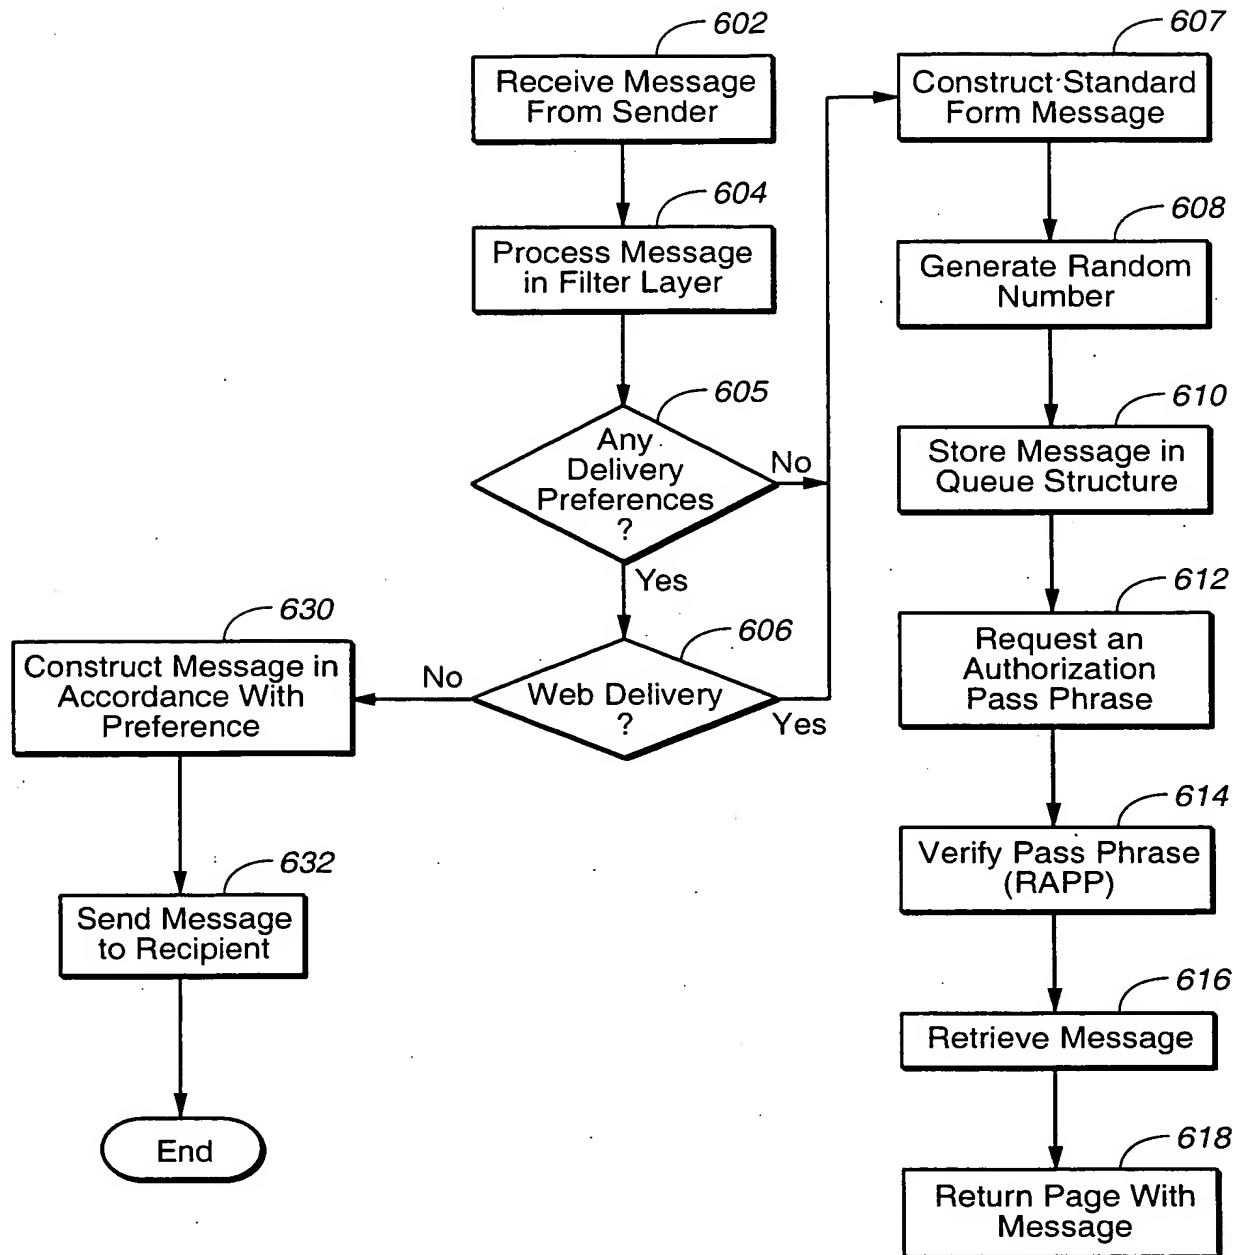 602
Receive Message
From Sender
604
Process Message
in Filter Layer
605
Any
Delivery
Preferences
?
No
Yes
606
Web Delivery
?
No
Yes
630
Construct Message in
Accordance With
Preference
632
Send Message
to Recipient
End
607
Construct Standard
Form Message
608
Generate Random
Number
610
Store Message in
Queue Structure
612
Request an
Authorization
Pass Phrase
614
Verify Pass Phrase
(RAPP)
616
Retrieve Message
618
Return Page With
Message